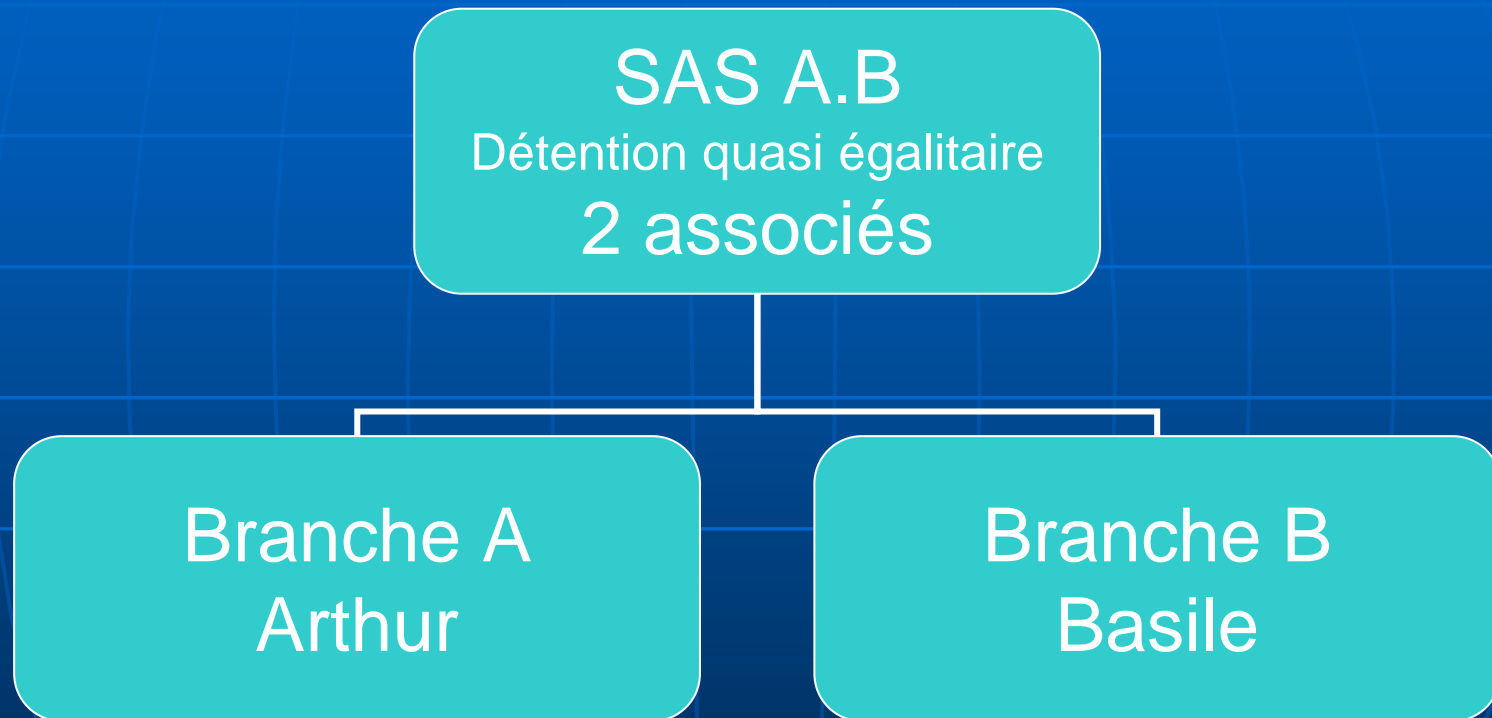 SAS A.B
Détention quasi égalitaire
2 associés
Branche A
Arthur
Branche B
Basile